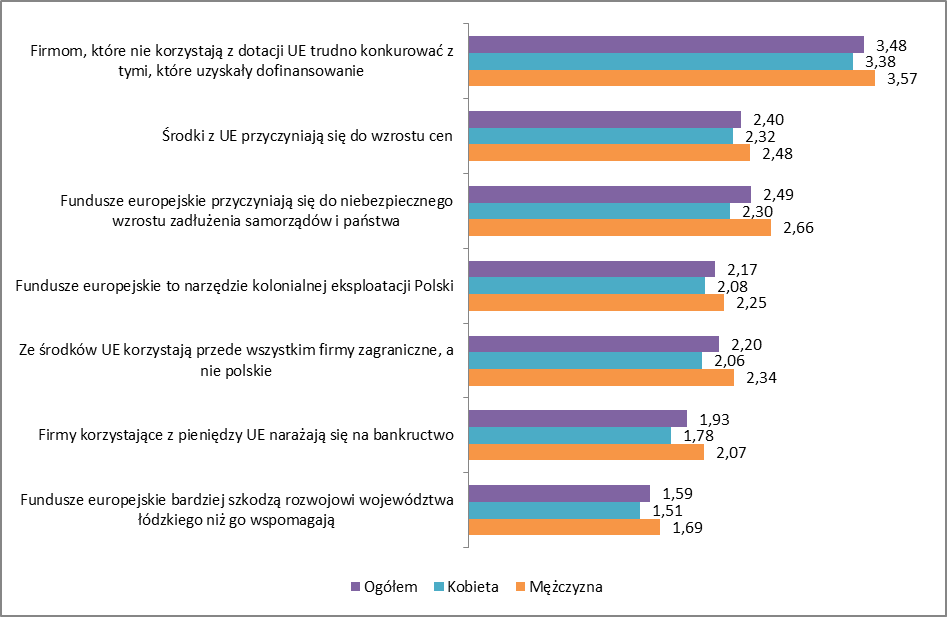 Firmom, które nie korzystają z dotacji UE trudno konkurować z
tymi, które uzyskały dofinansowanie
3,48
3,38
3,57
Środki z UE przyczyniają się do wzrostu cen
2,40
2,32
2,48
Fundusze europejskie przyczyniają się do niebezpiecznego
wzrostu zadłużenia samorządów i państwa
2,49
2,30
2,66
Fundusze europejskie to narzędzie kolonialnej eksploatacji Polski
2,17
2,08
2,25
Ze środków UE korzystają przede wszystkim firmy zagraniczne, a
nie polskie
2,20
2,06
2,34
Firmy korzystające z pieniędzy UE narażają się na bankructwo
1,93
1,78
2,07
Fundusze europejskie bardziej szkodzą rozwojowi województwa
łódzkiego niż go wspomagają
1,59
1,51
1,69
Ogółem Kobieta Mężczyzna